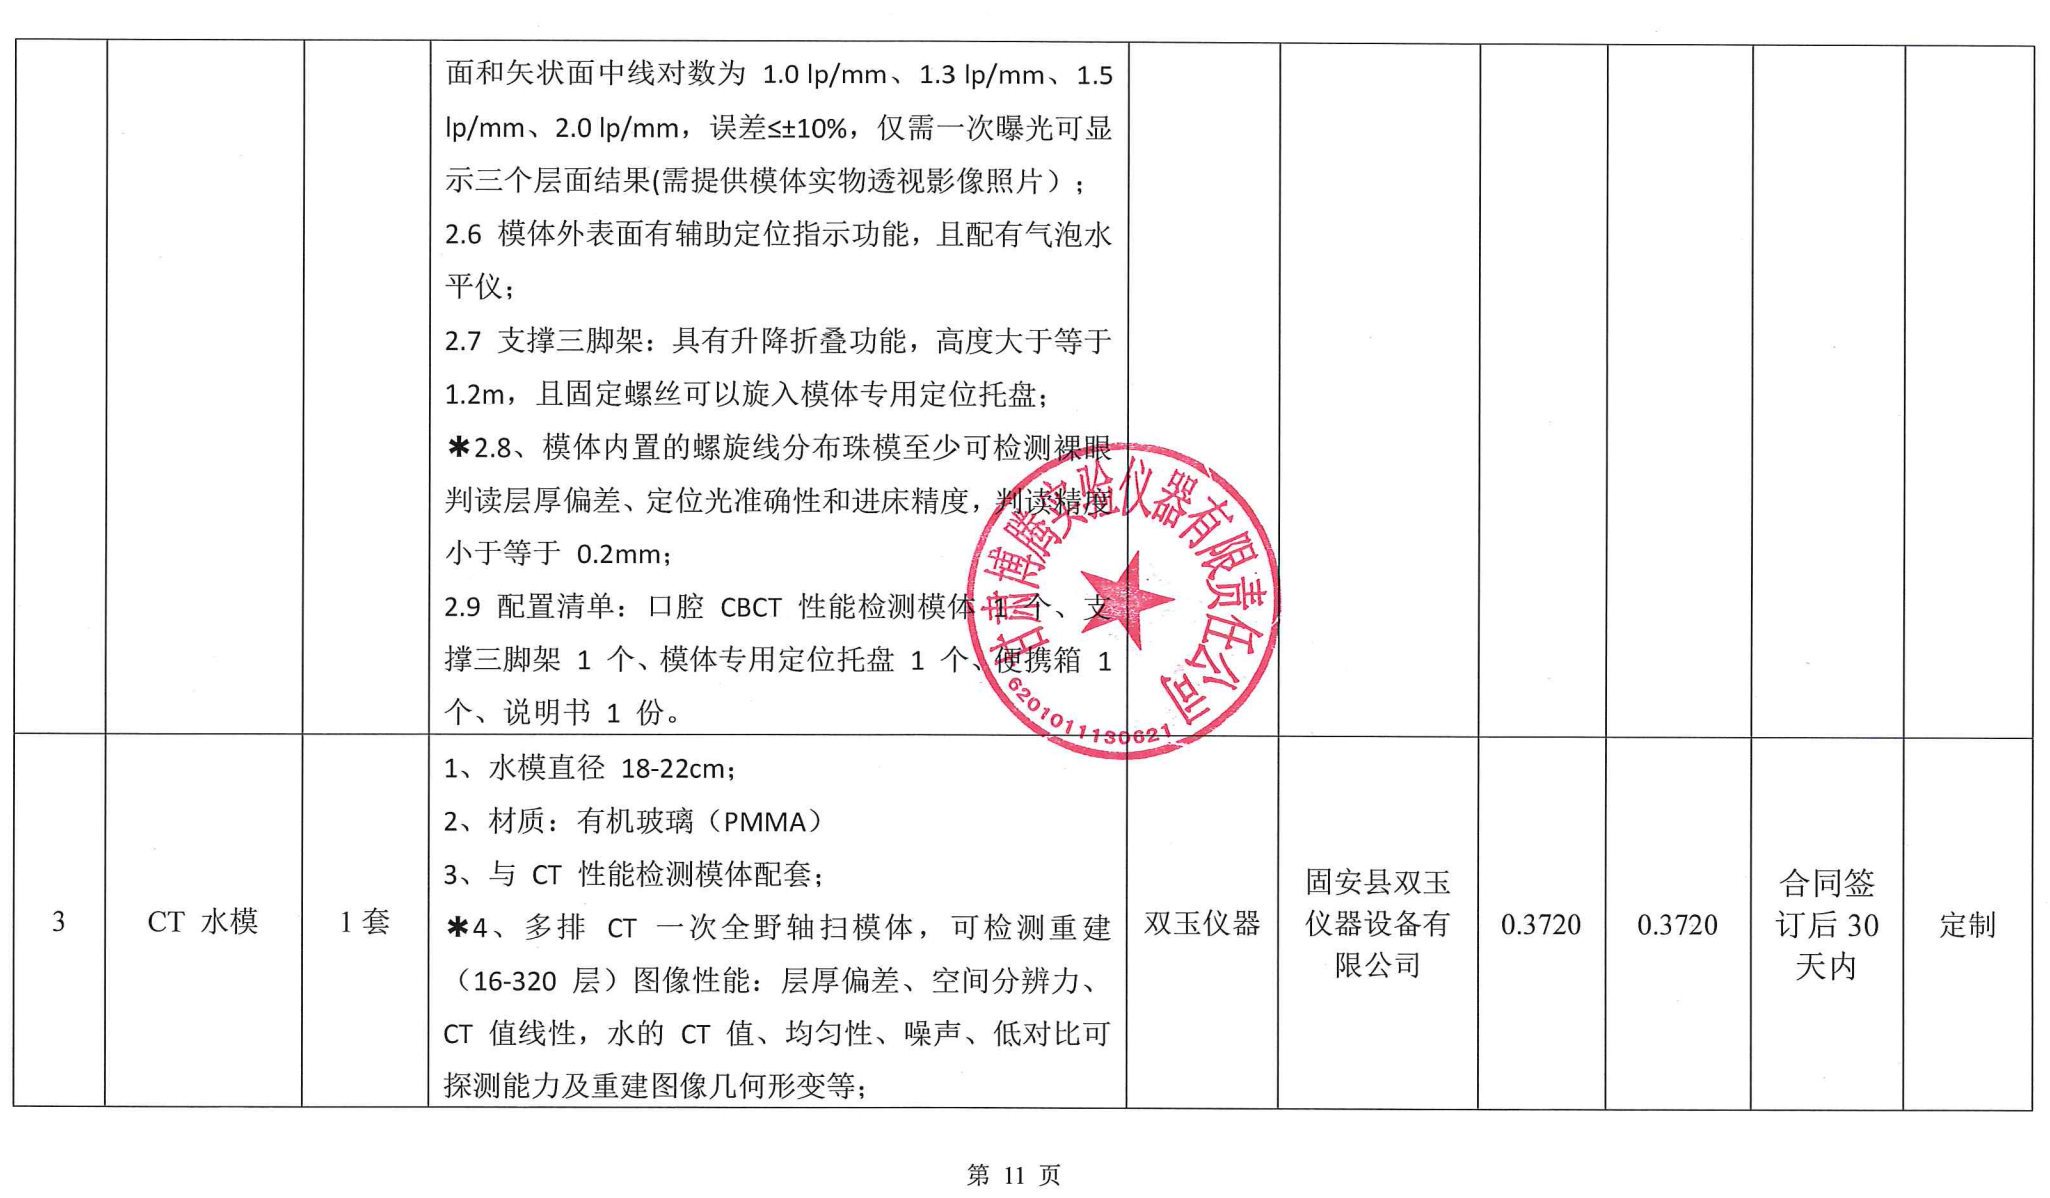 面和矢状面中线对数为 1.0 lp/mm、1.3 lp/mm、1.5
lp/mm、2.0 lp/mm，误差≤±10%，仅需一次曝光可显
示三个层面结果(需提供模体实物透视影像照片）；
2.6 模体外表面有辅助定位指示功能，且配有气泡水
平仪；
2.7 支撑三脚架：具有升降折叠功能，高度大于等于
1.2m，且固定螺丝可以旋入模体专用定位托盘；
✱2.8、模体内置的螺旋线分布珠模至少可检测裸眼
判读层厚偏差、定位光准确性和进床精度，判读精度
小于等于 0.2mm；
2.9 配置清单：口腔 CBCT 性能检测模体 1 个、支
撑三脚架 1 个、模体专用定位托盘 1 个、便携箱 1
个、说明书 1 份。
甘肃博腾实验仪器有限责任公司
6201011130621
3
CT 水模
1 套
1、水模直径 18-22cm；
2、材质：有机玻璃（PMMA）
3、与 CT 性能检测模体配套；
✱4、多排 CT 一次全野轴扫模体，可检测重建
（16-320 层）图像性能：层厚偏差、空间分辨力、
CT 值线性，水的 CT 值、均匀性、噪声、低对比可
探测能力及重建图像几何形变等；
双玉仪器
固安县双玉
仪器设备有
限公司
0.3720
0.3720
合同签
订后 30
天内
定制
第 11 页